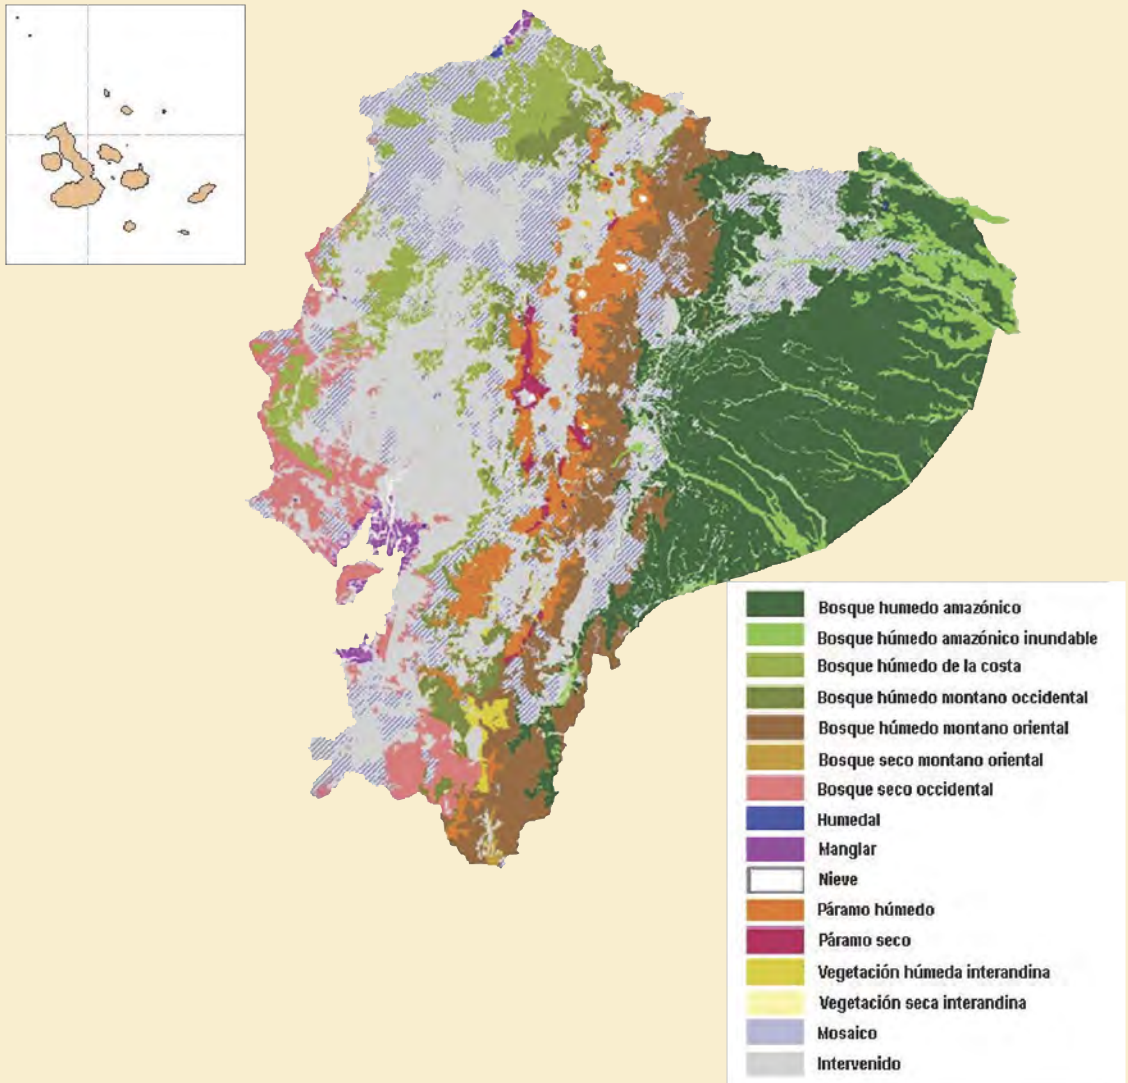 Bosque humedo amazónico
Bosque húmedo amazónico inundable
Bosque húmedo de la costa
Bosque húmedo montano occidental
Bosque húmedo montano oriental
Bosque seco montano oriental
Bosque seco occidental
Humedal
Manglar
Nieve
Páramo húmedo
Páramo seco
Vegetación húmeda interandina
Vegetación seca interandina
Mosaico
Intervenido